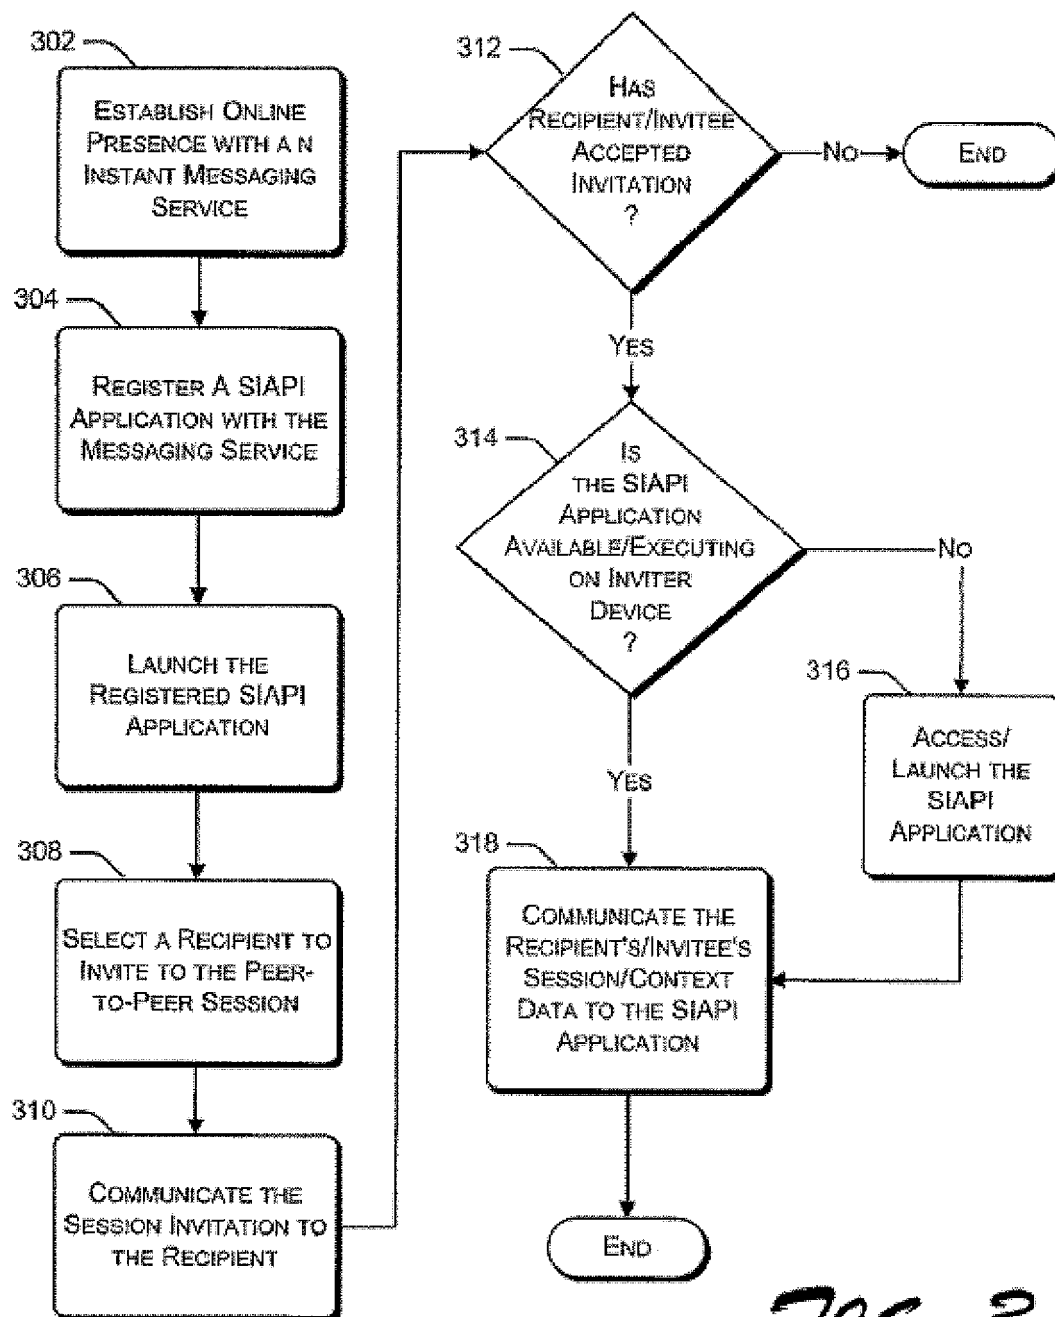 302
ESTABLISH ONLINE
PRESENCE WITH A N
INSTANT MESSAGING
SERVICE
304
REGISTER A SIAPI
APPLICATION WITH THE
MESSAGING SERVICE
306
LAUNCH THE
REGISTERED SIAPI
APPLICATION
308
SELECT A RECIPIENT TO
INVITE TO THE PEER-
TO-PEER SESSION
310
COMMUNICATE THE
SESSION INVITATION TO
THE RECIPIENT
312
HAS
RECIPIENT/INVITEE
ACCEPTED
INVITATION
?
NO
END
YES
314
IS
THE SIAPI
APPLICATION
AVAILABLE/EXECUTING
ON INVITER
DEVICE
?
NO
316
ACCESS/
LAUNCH THE
SIAPI
APPLICATION
YES
318
COMMUNICATE THE
RECIPIENT'S/INVITEE'S
SESSION/CONTEXT
DATA TO THE SIAPI
APPLICATION
END